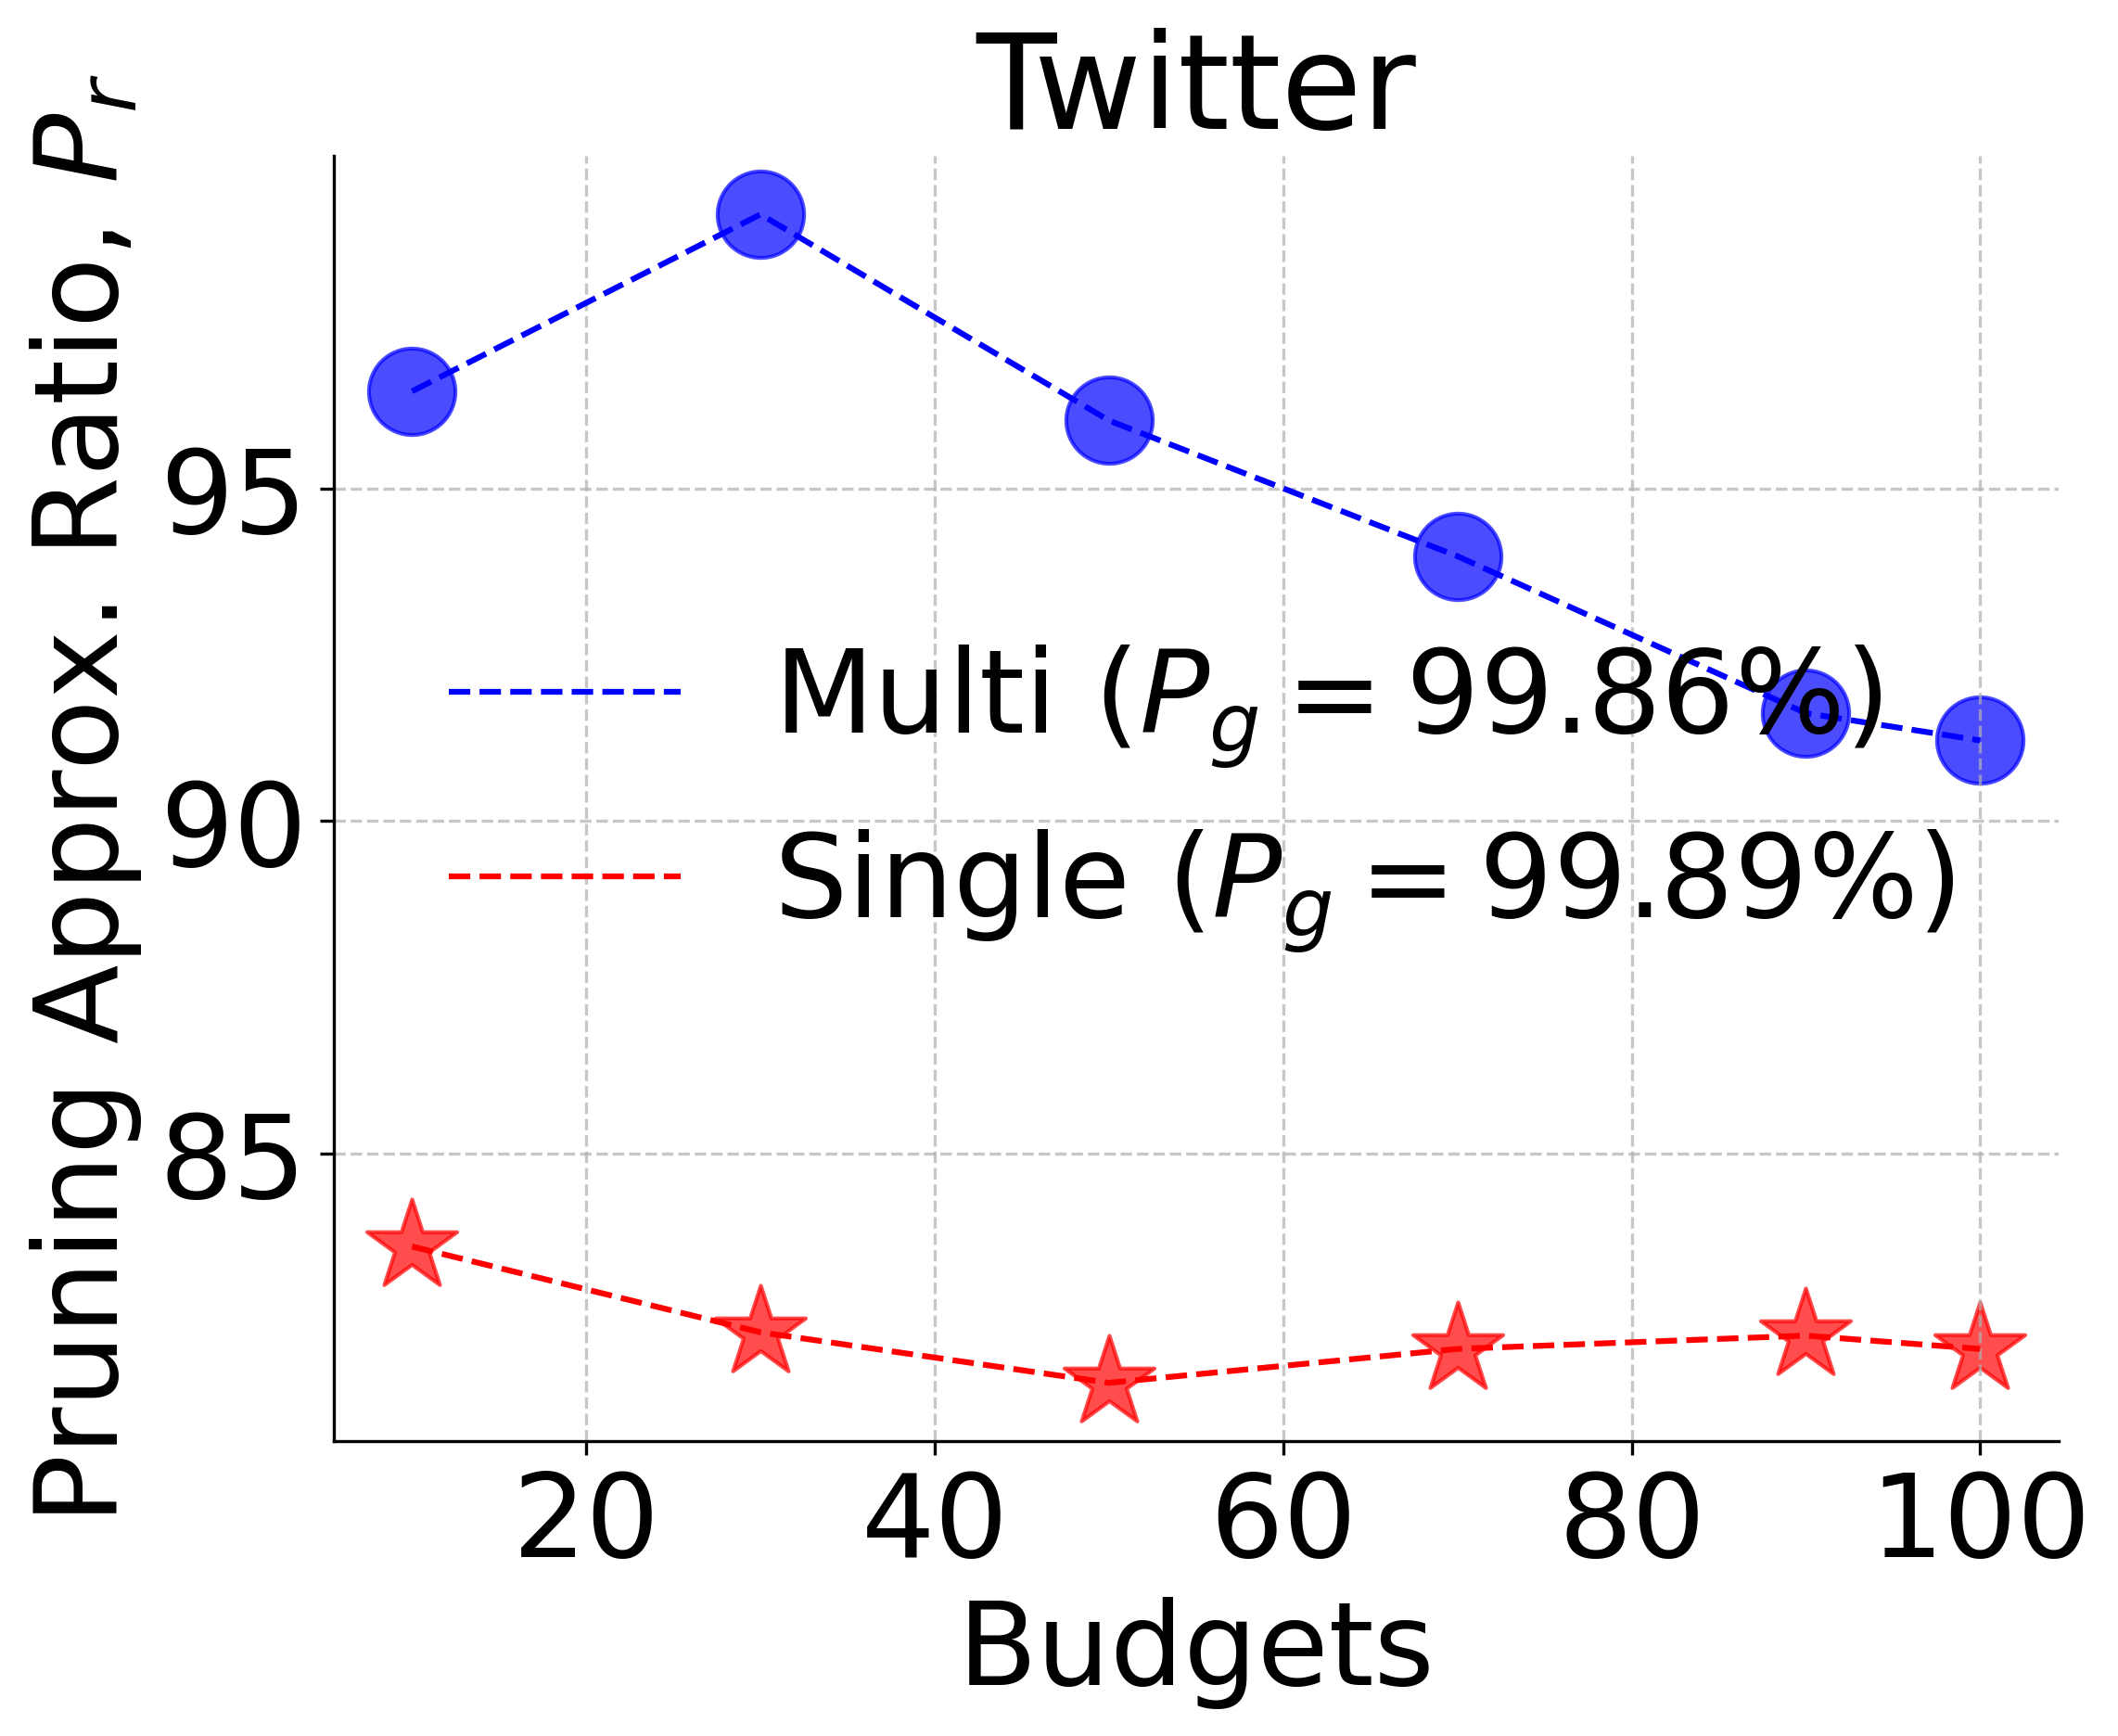 Twitter
Pruning Approx. Ratio, P_r
95
90
85
Multi (P_g = 99.86%)
Single (P_g = 99.89%)
20 40 60 80 100
Budgets